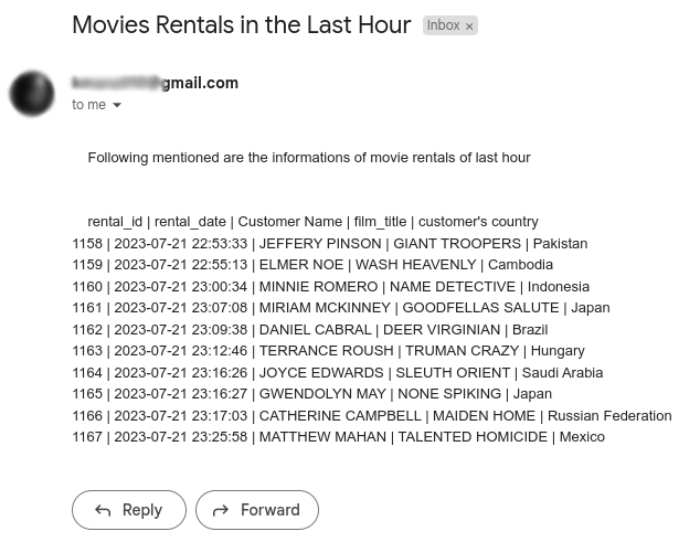 Movies Rentals in the Last Hour Inbox ×
gmail.com
to me
Following mentioned are the informations of movie rentals of last hour
rental_id | rental_date | Customer Name | film_title | customer's country
1158 | 2023-07-21 22:53:33 | JEFFERY PINSON | GIANT TROOPERS | Pakistan
1159 | 2023-07-21 22:55:13 | ELMER NOE | WASH HEAVENLY | Cambodia
1160 | 2023-07-21 23:00:34 | MINNIE ROMERO | NAME DETECTIVE | Indonesia
1161 | 2023-07-21 23:07:08 | MIRIAM MCKINNEY | GOODFELLAS SALUTE | Japan
1162 | 2023-07-21 23:09:38 | DANIEL CABRAL | DEER VIRGINIAN | Brazil
1163 | 2023-07-21 23:12:46 | TERRANCE ROUSH | TRUMAN CRAZY | Hungary
1164 | 2023-07-21 23:16:26 | JOYCE EDWARDS | SLEUTH ORIENT | Saudi Arabia
1165 | 2023-07-21 23:16:27 | GWENDOLYN MAY | NONE SPIKING | Japan
1166 | 2023-07-21 23:17:03 | CATHERINE CAMPBELL | MAIDEN HOME | Russian Federation
1167 | 2023-07-21 23:25:58 | MATTHEW MAHAN | TALENTED HOMICIDE | Mexico
Reply Forward